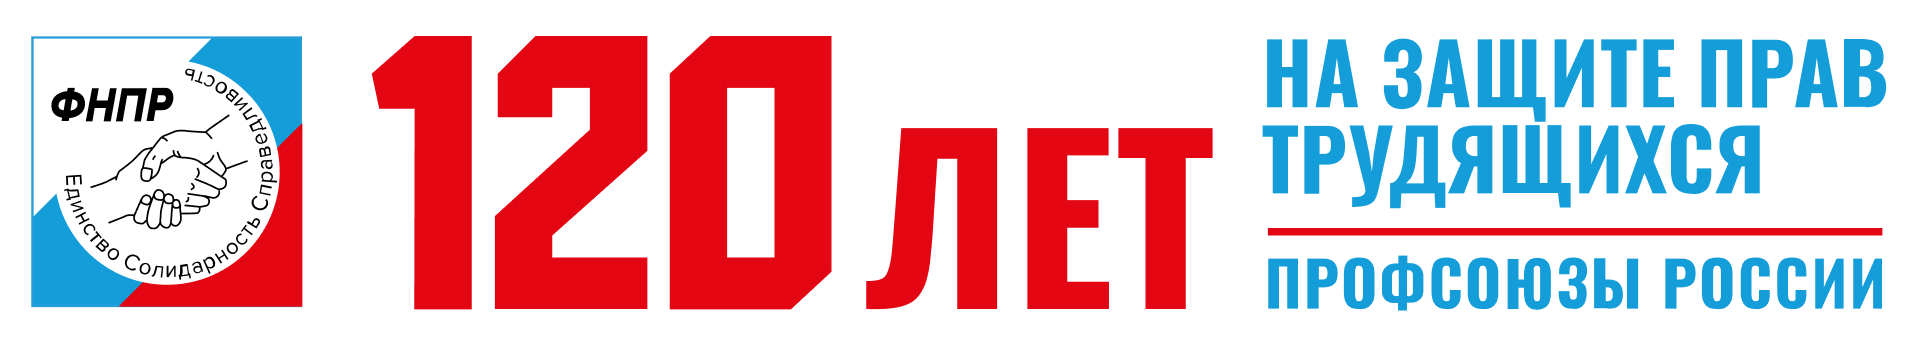 ФНПР
Единство Солидарность Справедливость
120 ЛЕТ
НА ЗАЩИТЕ ПРАВ
ТРУДЯЩИХСЯ
ПРОФСОЮЗЫ РОССИИ